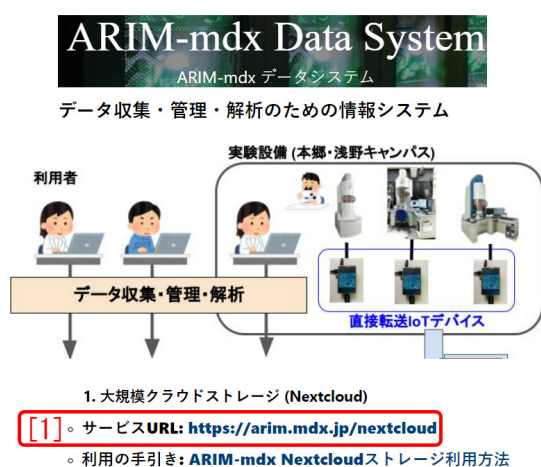 ARIM-mdx Data System
ARIM-mdx データシステム
データ収集・管理・解析のための情報システム
実験設備 (本郷・浅野キャンパス)
利用者
データ収集・管理・解析
直接転送IoTデバイス
1. 大規模クラウドストレージ (Nextcloud)
[1] ◦ サービスURL: https://arim.mdx.jp/nextcloud
◦ 利用の手引き: ARIM-mdx Nextcloudストレージ利用方法